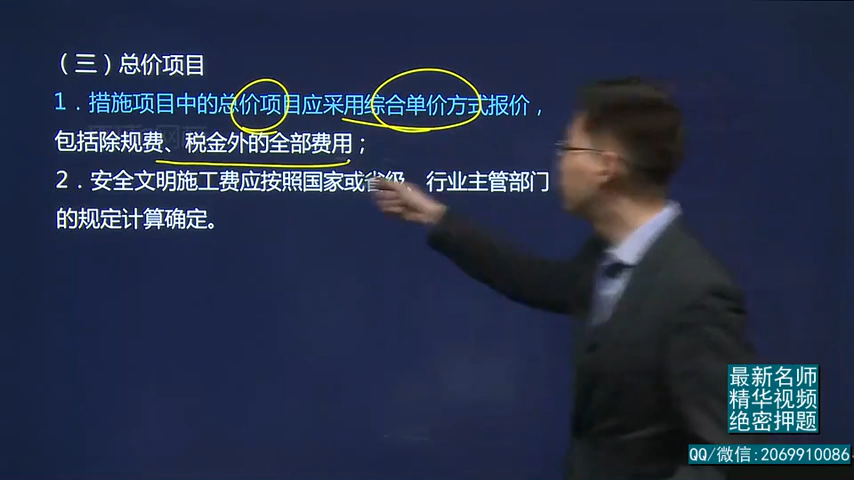 （三）总价项目
1．措施项目中的总价项目应采用综合单价方式报价，
包括除规费、税金外的全部费用；
2．安全文明施工费应按照国家或省级、行业主管部门
的规定计算确定。
最新名师
精华视频
绝密押题
QQ/微信:2069910086